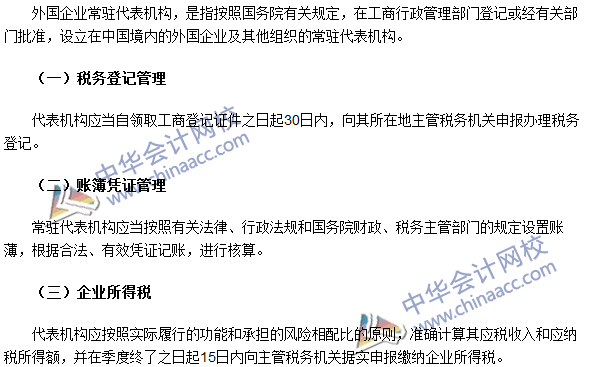 外国企业常驻代表机构，是指按照国务院有关规定，在工商行政管理部门登记或经有关部
门批准，设立在中国境内的外国企业及其他组织的常驻代表机构。
（一）税务登记管理
代表机构应当自领取工商登记证件之日起30日内，向其所在地主管税务机关申报办理税务
登记。
中华会计网校
www.chinaacc.com
（二）账簿凭证管理
常驻代表机构应当按照有关法律、行政法规和国务院财政、税务主管部门的规定设置账
薄，根据合法、有效凭证记账，进行核算。
（三）企业所得税
中华会计网校
www.chinaacc.com
代表机构应按照实际履行的功能和承担的风险相配比的原则，准确计算其应税收入和应纳
税所得额，并在季度终了之日起15日内向主管税务机关据实申报缴纳企业所得税。